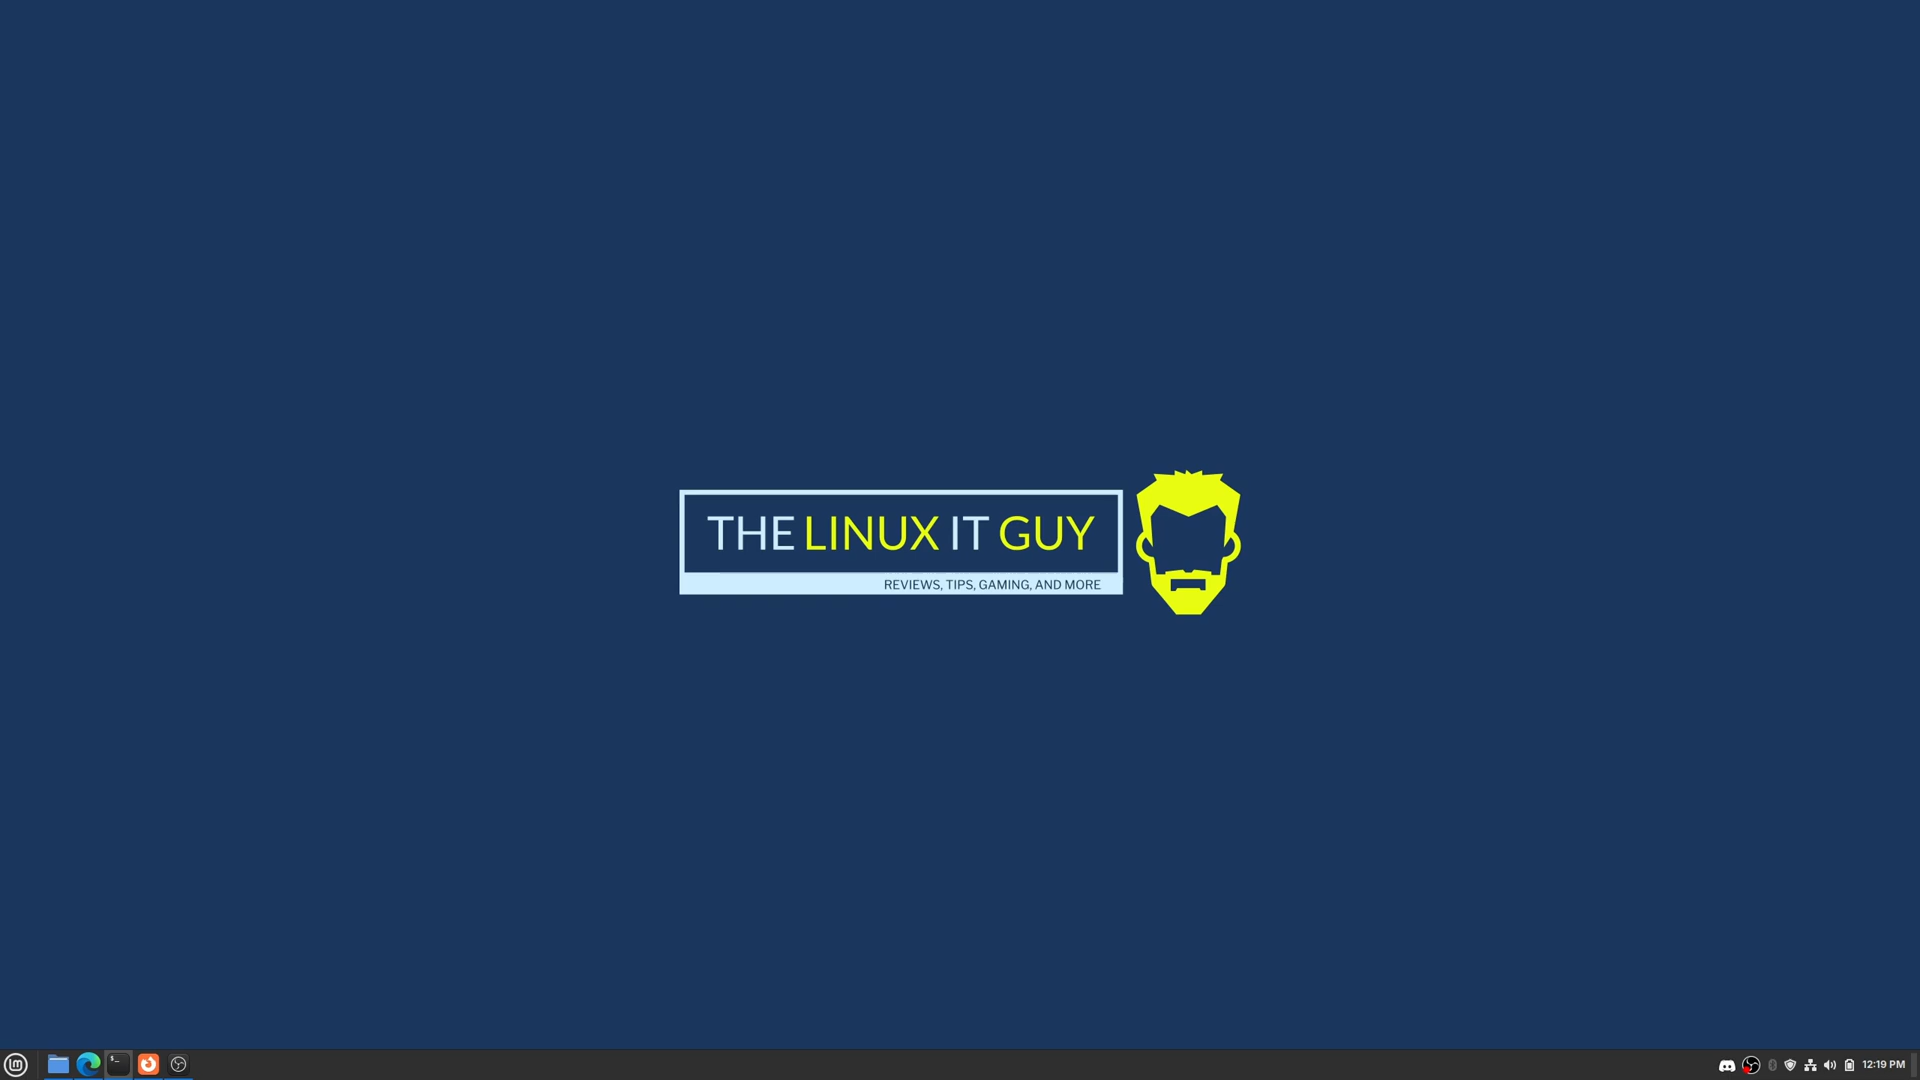 THE LINUX IT GUY
REVIEWS, TIPS, GAMING, AND MORE
$_
12:19 PM